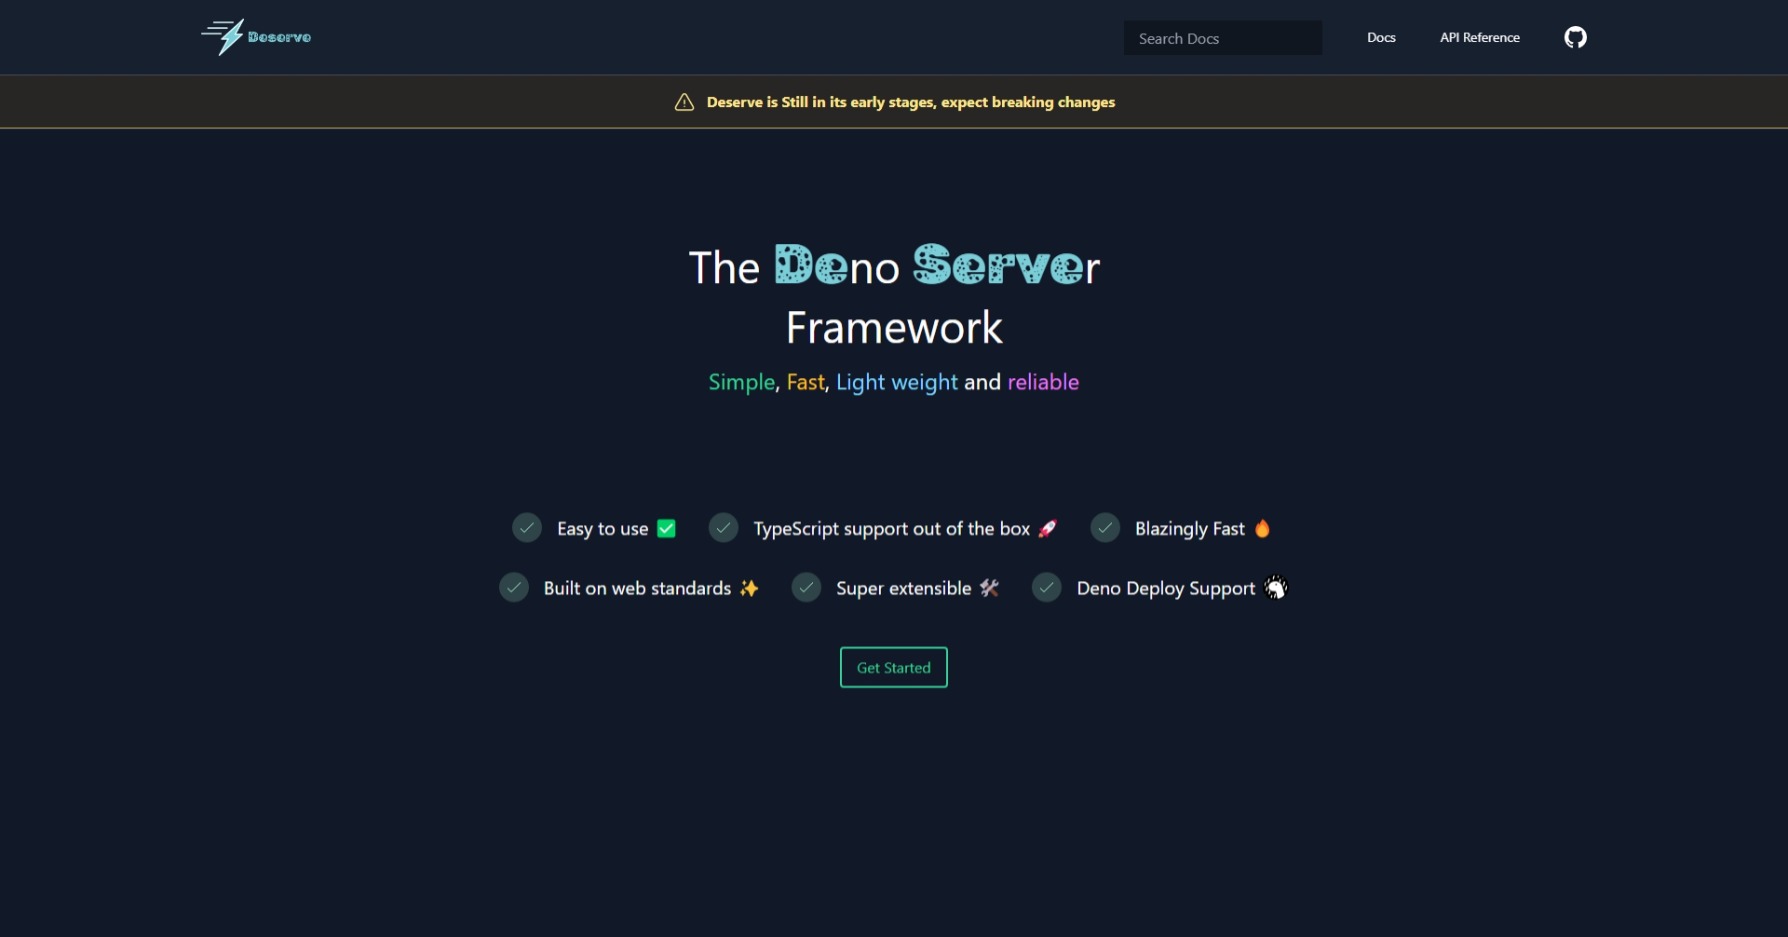 Deserve
Search Docs
Docs
API Reference
Deserve is Still in its early stages, expect breaking changes
The Deno Server
Framework
Simple, Fast, Light weight and reliable
Easy to use ✅ TypeScript support out of the box 🚀 Blazingly Fast 🔥
Built on web standards ✨ Super extensible 🛠️ Deno Deploy Support
Get Started